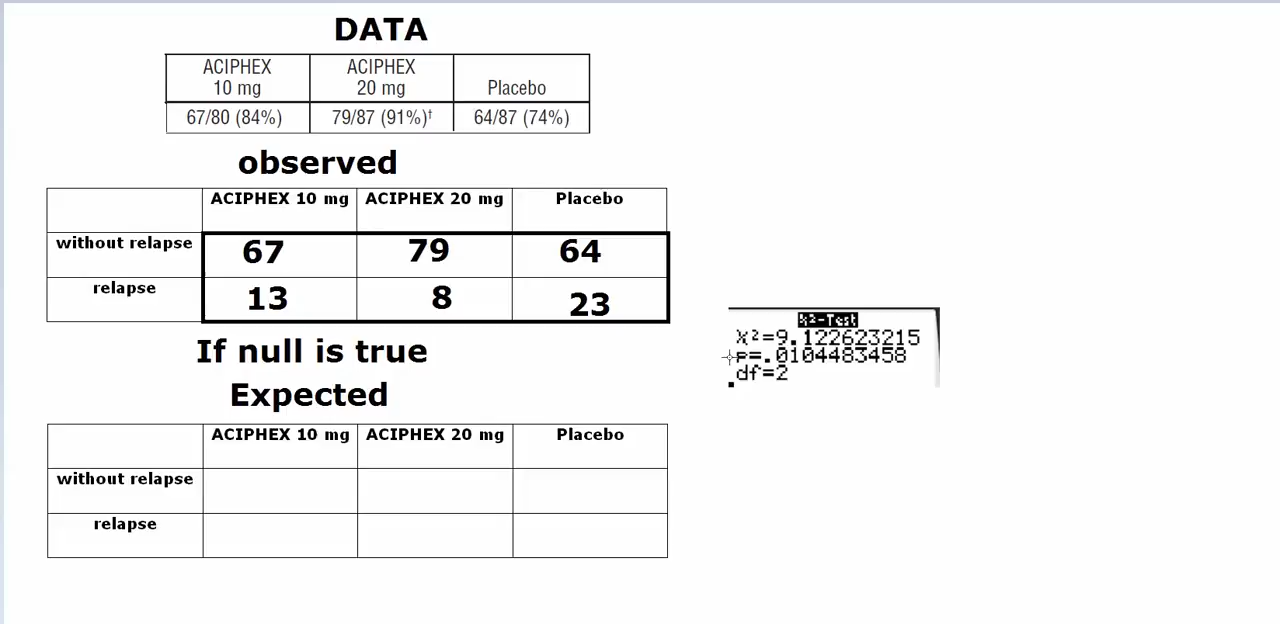 DATA
ACIPHEX 10 mg ACIPHEX 20 mg Placebo
67/80 (84%) 79/87 (91%)† 64/87 (74%)
observed
ACIPHEX 10 mg ACIPHEX 20 mg Placebo
without relapse 67 79 64
relapse 13 8 23
If null is true
Expected
ACIPHEX 10 mg ACIPHEX 20 mg Placebo
without relapse
relapse
χ²-Test
χ²=9.122623215
P=.0104483458
df=2